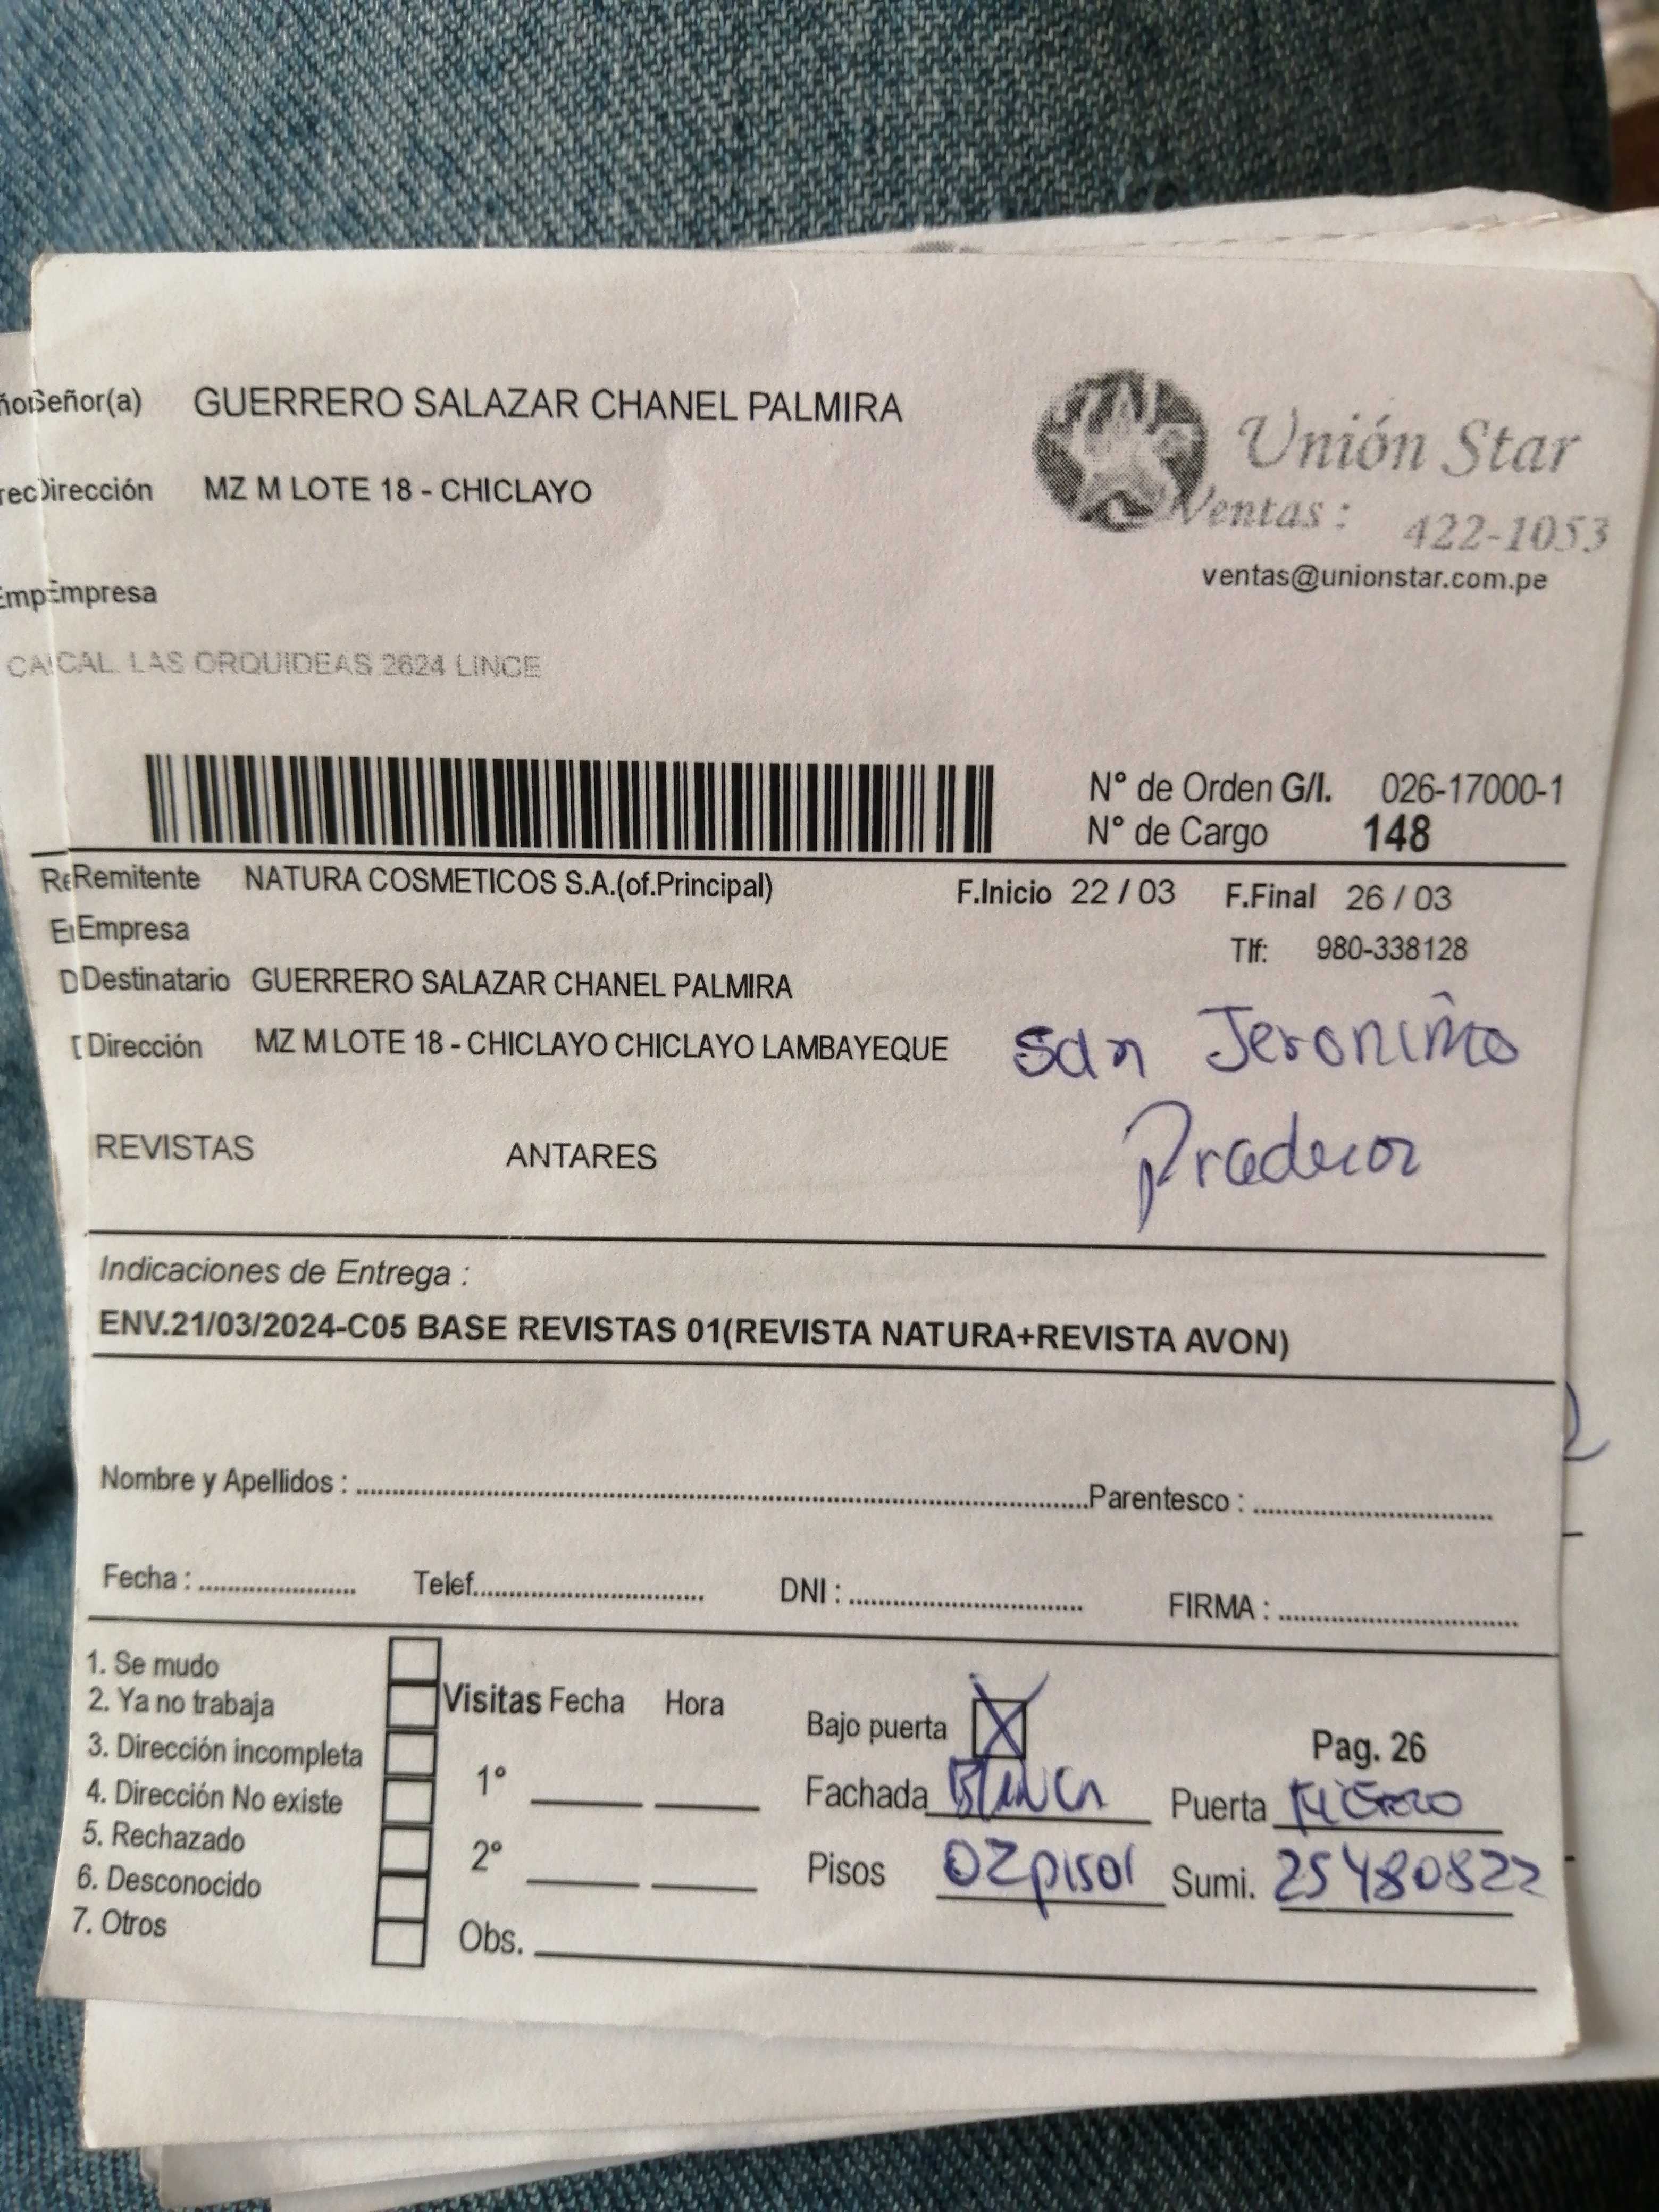 Señor(a) GUERRERO SALAZAR CHANEL PALMIRA
Dirección MZ M LOTE 18 - CHICLAYO
Unión Star
Ventas : 422-1053
ventas@unionstar.com.pe
Empresa
CAL. LAS ORQUIDEAS 2624 LINCE
N° de Orden G/I. 026-17000-1
N° de Cargo 148
Remitente NATURA COSMETICOS S.A.(of.Principal) F.Inicio 22 / 03 F.Final 26 / 03
Empresa
Tlf: 980-338128
Destinatario GUERRERO SALAZAR CHANEL PALMIRA
Dirección MZ M LOTE 18 - CHICLAYO CHICLAYO LAMBAYEQUE
San Jeronimo
REVISTAS ANTARES
Indicaciones de Entrega :
ENV.21/03/2024-C05 BASE REVISTAS 01(REVISTA NATURA+REVISTA AVON)
Nombre y Apellidos : Parentesco :
Fecha : Telef. DNI : FIRMA :
1. Se mudo
2. Ya no trabaja
3. Dirección incompleta
4. Dirección No existe
5. Rechazado
6. Desconocido
7. Otros
Visitas Fecha Hora
1°
2°
Obs.
Bajo puerta X
Pag. 26
Fachada Blanca Puerta
Pisos 02 pisos Sumi. 25480822